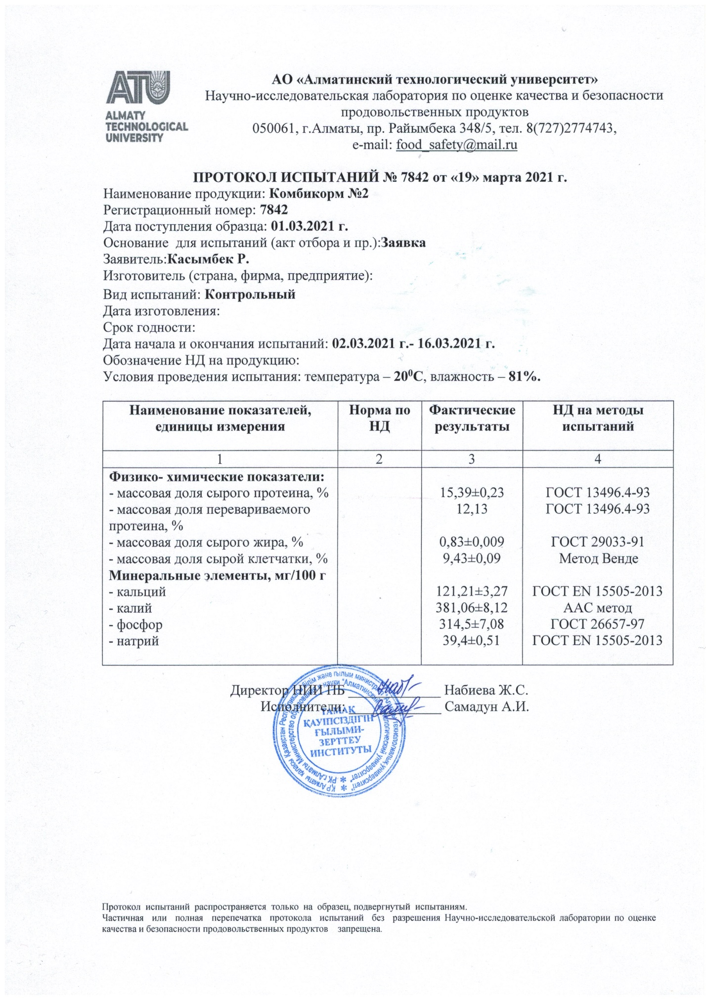 ATU
ALMATY
TECHNOLOGICAL
UNIVERSITY
АО «Алматинский технологический университет»
Научно-исследовательская лаборатория по оценке качества и безопасности
продовольственных продуктов
050061, г.Алматы, пр. Райымбека 348/5, тел. 8(727)2774743,
e-mail: food_safety@mail.ru
ПРОТОКОЛ ИСПЫТАНИЙ № 7842 от «19» марта 2021 г.
Наименование продукции: Комбикорм №2
Регистрационный номер: 7842
Дата поступления образца: 01.03.2021 г.
Основание для испытаний (акт отбора и пр.):Заявка
Заявитель:Касымбек Р.
Изготовитель (страна, фирма, предприятие):
Вид испытаний: Контрольный
Дата изготовления:
Срок годности:
Дата начала и окончания испытаний: 02.03.2021 г.- 16.03.2021 г.
Обозначение НД на продукцию:
Условия проведения испытания: температура – 20⁰С, влажность – 81%.
Наименование показателей, Норма по Фактические НД на методы
единицы измерения НД результаты испытаний
1 2 3 4
Физико- химические показатели:
- массовая доля сырого протеина, % 15,39±0,23 ГОСТ 13496.4-93
- массовая доля перевариваемого 12,13 ГОСТ 13496.4-93
протеина, %
- массовая доля сырого жира, % 0,83±0,009 ГОСТ 29033-91
- массовая доля сырой клетчатки, % 9,43±0,09 Метод Венде
Минеральные элементы, мг/100 г
- кальций 121,21±3,27 ГОСТ EN 15505-2013
- калий 381,06±8,12 ААС метод
- фосфор 314,5±7,08 ГОСТ 26657-97
- натрий 39,4±0,51 ГОСТ EN 15505-2013
Директор НИИ ПБ Набиева Ж.С.
Исполнители: Самадун А.И.
ТАМАҚ
ҚАУІПСІЗДІГІН
ҒЫЛЫМИ-
ЗЕРТТЕУ
ИНСТИТУТЫ
Протокол испытаний распространяется только на образец, подвергнутый испытаниям.
Частичная или полная перепечатка протокола испытаний без разрешения Научно-исследовательской лаборатории по оценке
качества и безопасности продовольственных продуктов запрещена.